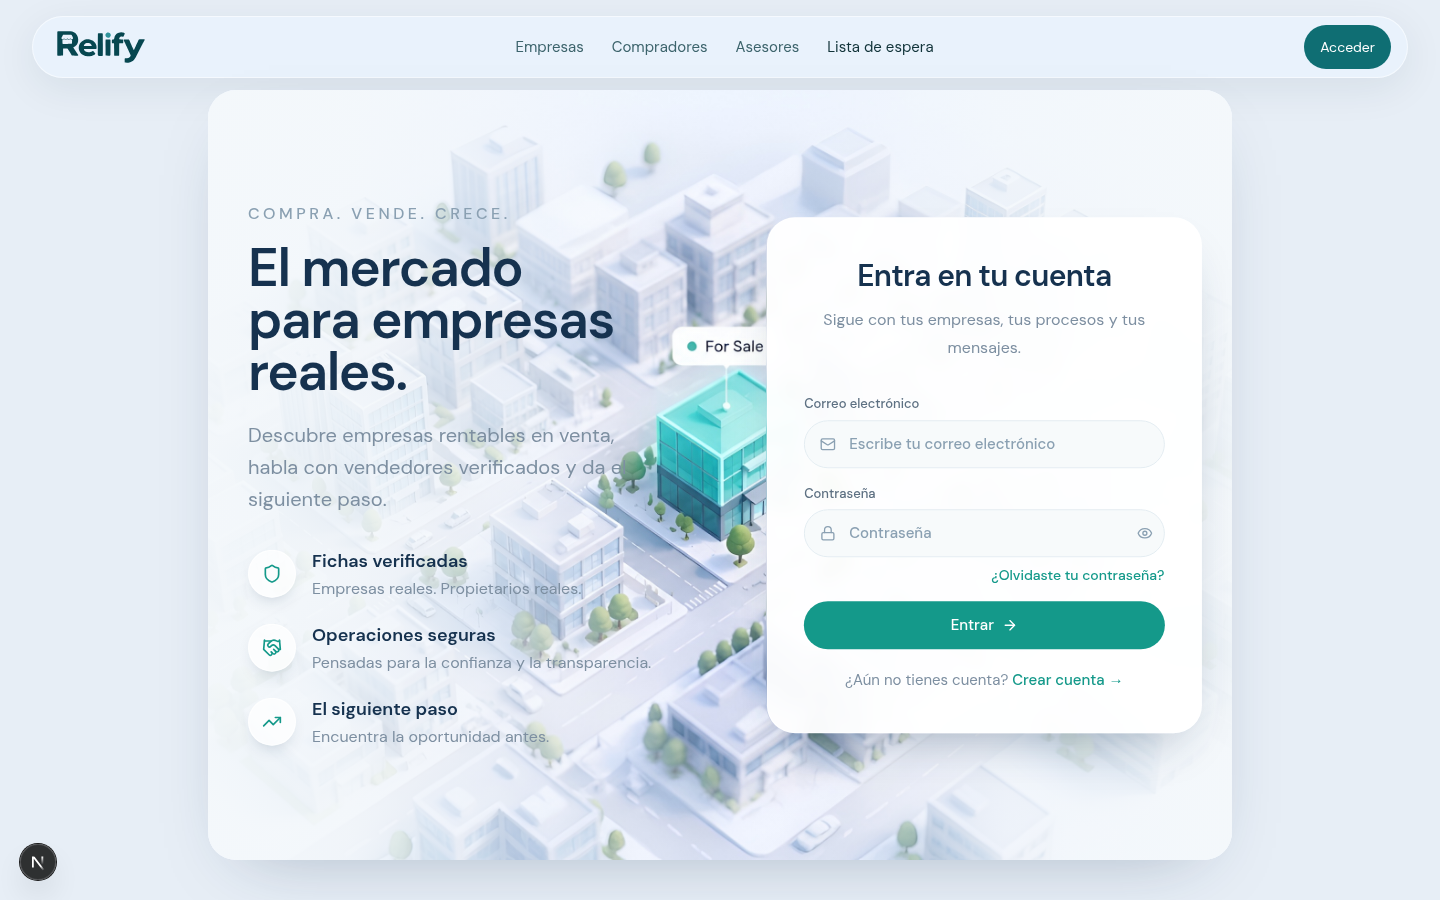 Relify
Empresas
Compradores
Asesores
Lista de espera
Acceder
COMPRA. VENDE. CRECE.
El mercado
para empresas
reales.
Descubre empresas rentables en venta,
habla con vendedores verificados y da e
siguiente paso.
Fichas verificadas
Empresas reales. Propietarios reales.
Operaciones seguras
Pensadas para la confianza y la transparencia.
El siguiente paso
Encuentra la oportunidad antes.
For Sale
Entra en tu cuenta
Sigue con tus empresas, tus procesos y tus
mensajes.
Correo electrónico
Escribe tu correo electrónico
Contraseña
Contraseña
¿Olvidaste tu contraseña?
Entrar →
¿Aún no tienes cuenta? Crear cuenta →
N